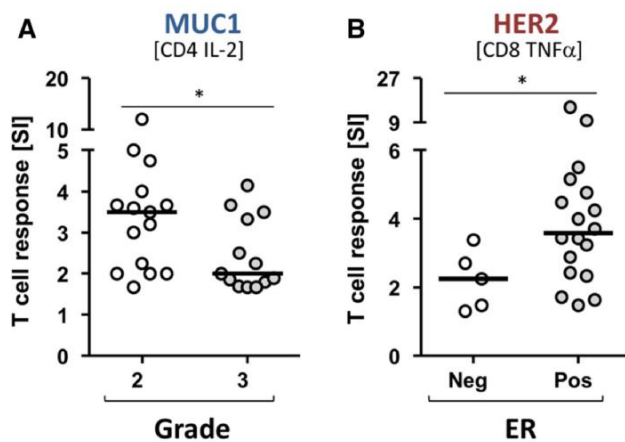 A
MUC1
[CD4 IL-2]
T cell response [SI]
20
10
5
4
3
2
1
0
*
2
3
Grade
B
HER2
[CD8 TNFα]
T cell response [SI]
27
9
6
4
2
0
*
Neg
Pos
ER